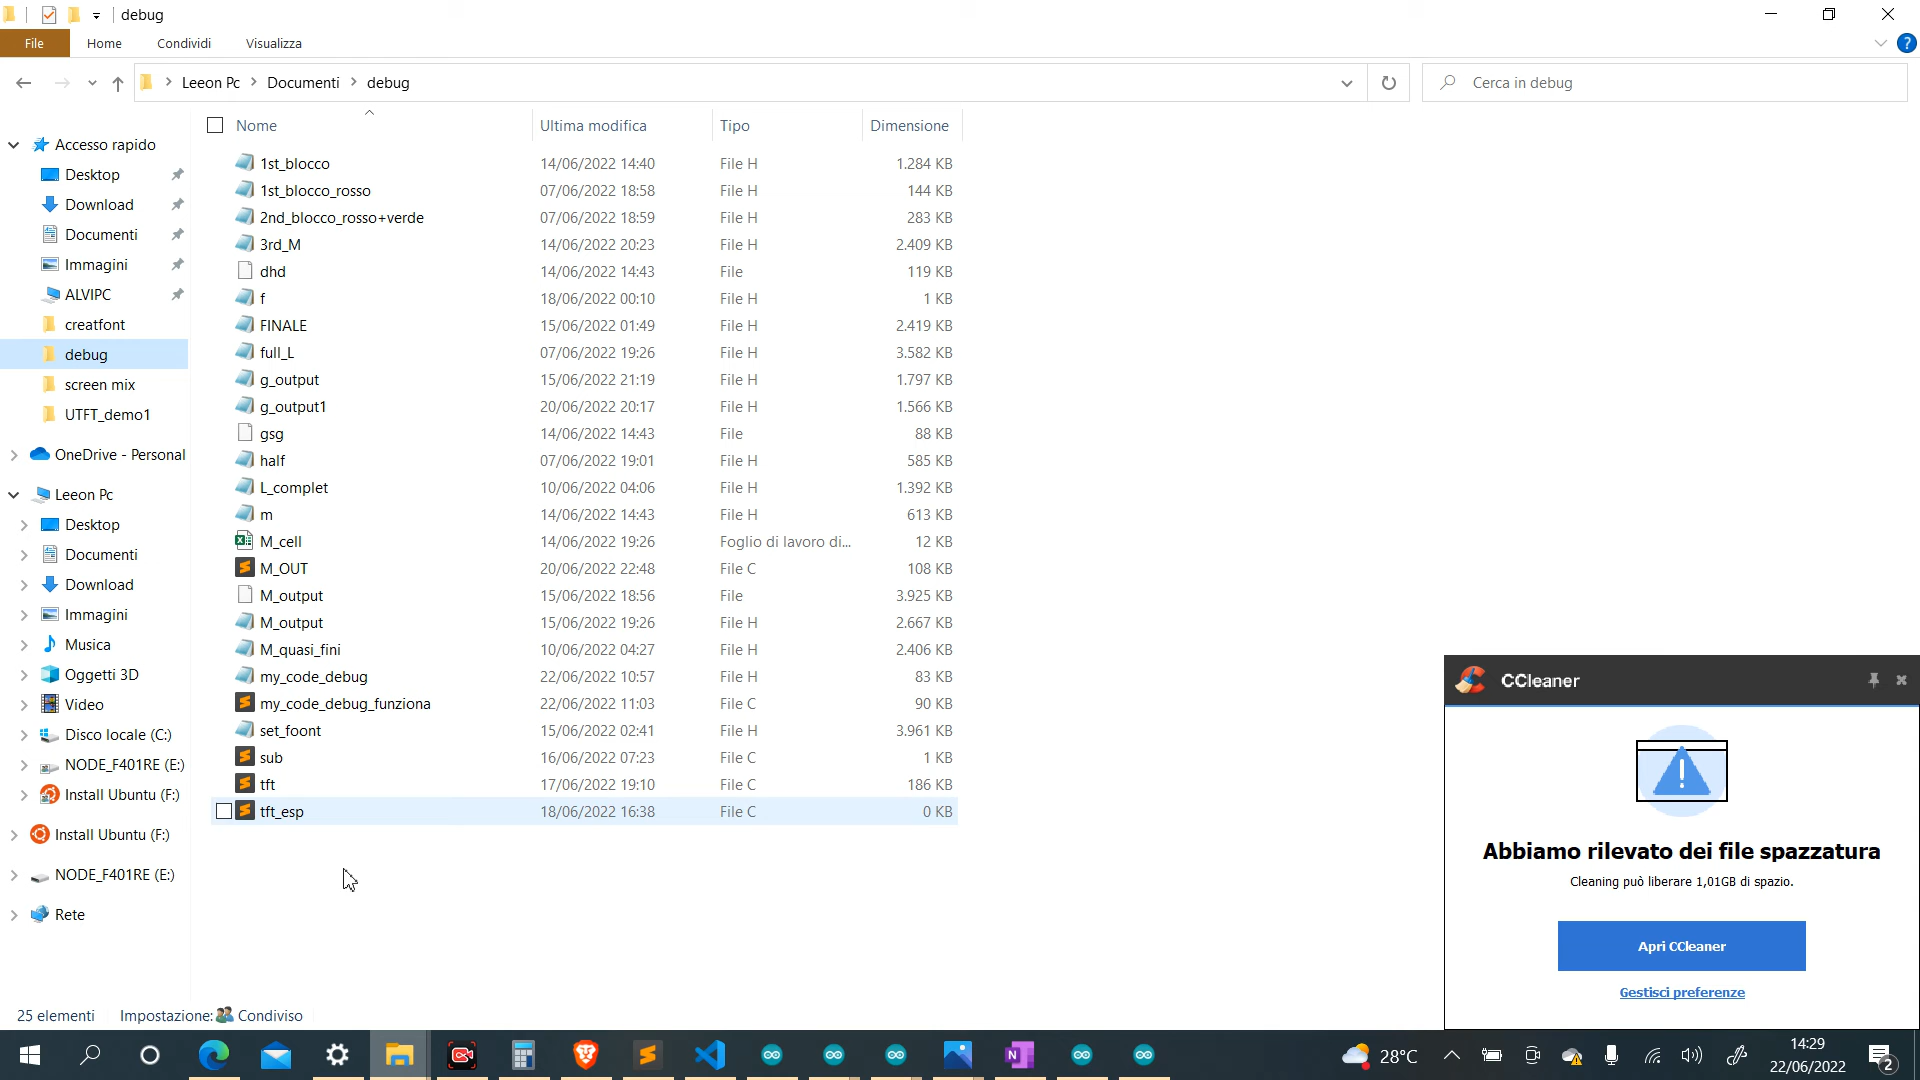 debug
File Home Condividi Visualizza
Leeon Pc Documenti debug
Cerca in debug
Nome Ultima modifica Tipo Dimensione
Accesso rapido
Desktop
Download
Documenti
Immagini
ALVIPC
creatfont
debug
screen mix
UTFT_demo1
OneDrive - Personal
Leeon Pc
Desktop
Documenti
Download
Immagini
Musica
Oggetti 3D
Video
Disco locale (C:)
NODE_F401RE (E:)
Install Ubuntu (F:)
Install Ubuntu (F:)
NODE_F401RE (E:)
Rete
1st_blocco 14/06/2022 14:40 File H 1.284 KB
1st_blocco_rosso 07/06/2022 18:58 File H 144 KB
2nd_blocco_rosso+verde 07/06/2022 18:59 File H 283 KB
3rd_M 14/06/2022 20:23 File H 2.409 KB
dhd 14/06/2022 14:43 File 119 KB
f 18/06/2022 00:10 File H 1 KB
FINALE 15/06/2022 01:49 File H 2.419 KB
full_L 07/06/2022 19:26 File H 3.582 KB
g_output 15/06/2022 21:19 File H 1.797 KB
g_output1 20/06/2022 20:17 File H 1.566 KB
gsg 14/06/2022 14:43 File 88 KB
half 07/06/2022 19:01 File H 585 KB
L_complet 10/06/2022 04:06 File H 1.392 KB
m 14/06/2022 14:43 File H 613 KB
M_cell 14/06/2022 19:26 Foglio di lavoro di... 12 KB
M_OUT 20/06/2022 22:48 File C 108 KB
M_output 15/06/2022 18:56 File 3.925 KB
M_output 15/06/2022 19:26 File H 2.667 KB
M_quasi_fini 10/06/2022 04:27 File H 2.406 KB
my_code_debug 22/06/2022 10:57 File H 83 KB
my_code_debug_funziona 22/06/2022 11:03 File C 90 KB
set_foont 15/06/2022 02:41 File H 3.961 KB
sub 16/06/2022 07:23 File C 1 KB
tft 17/06/2022 19:10 File C 186 KB
tft_esp 18/06/2022 16:38 File C 0 KB
CCleaner
Abbiamo rilevato dei file spazzatura
Cleaning può liberare 1,01GB di spazio.
Apri CCleaner
Gestisci preferenze
25 elementi Impostazione: Condiviso
28°C
14:29
22/06/2022
2